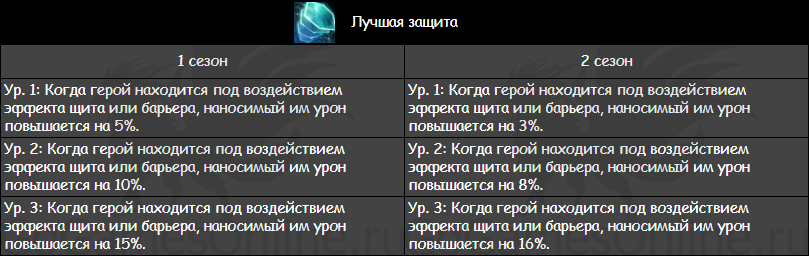 Лучшая защита
1 сезон
2 сезон
Ур. 1: Когда герой находится под воздействием
эффекта щита или барьера, наносимый им урон
повышается на 5%.
Ур. 1: Когда герой находится под воздействием
эффекта щита или барьера, наносимый им урон
повышается на 3%.
Ур. 2: Когда герой находится под воздействием
эффекта щита или барьера, наносимый им урон
повышается на 10%.
Ур. 2: Когда герой находится под воздействием
эффекта щита или барьера, наносимый им урон
повышается на 8%.
Ур. 3: Когда герой находится под воздействием
эффекта щита или барьера, наносимый им урон
повышается на 15%.
Ур. 3: Когда герой находится под воздействием
эффекта щита или барьера, наносимый им урон
повышается на 16%.